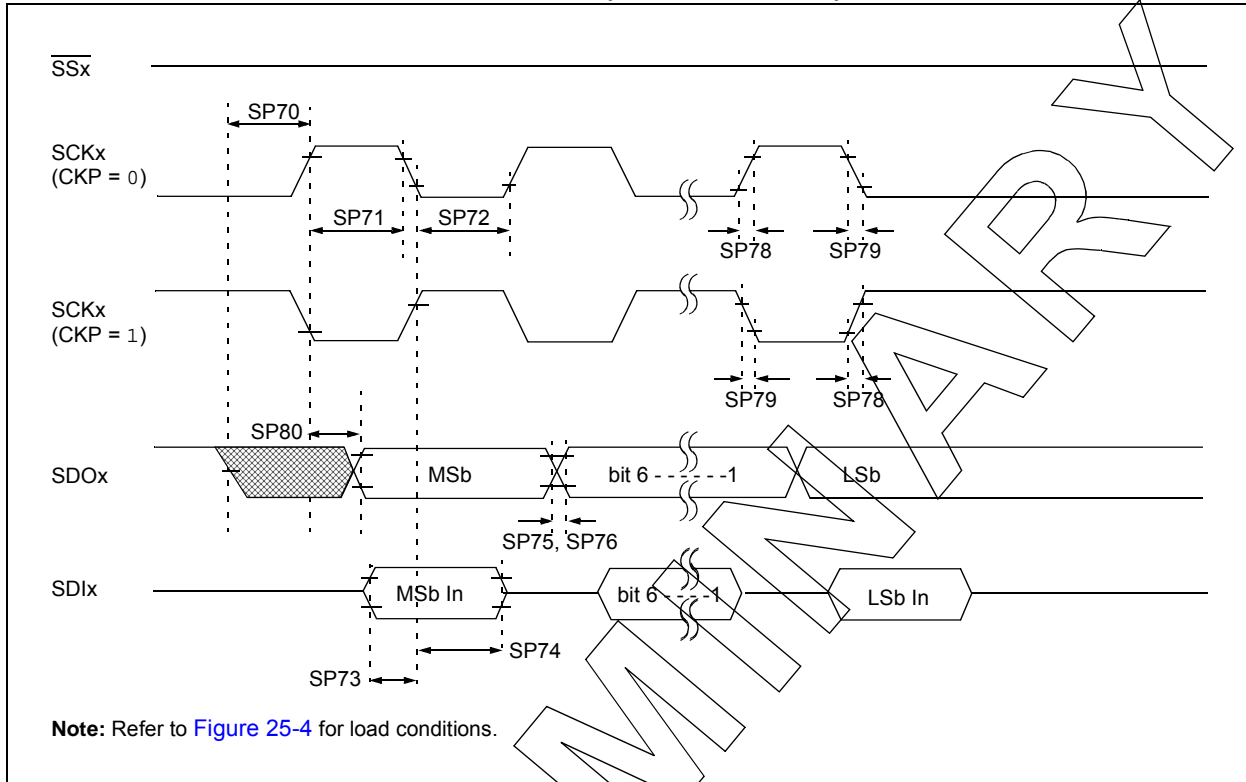 SSx
SP70
SCKx
(CKP = 0)
SP71
SP72
SP78
SP79
SCKx
(CKP = 1)
SP79
SP78
SP80
SDOx
MSb
bit 6 - - - - - -1
LSb
SP75, SP76
SDIx
MSb In
bit 6 - - - - -1
LSb In
SP74
SP73
Note: Refer to Figure 25-4 for load conditions.
MINARY